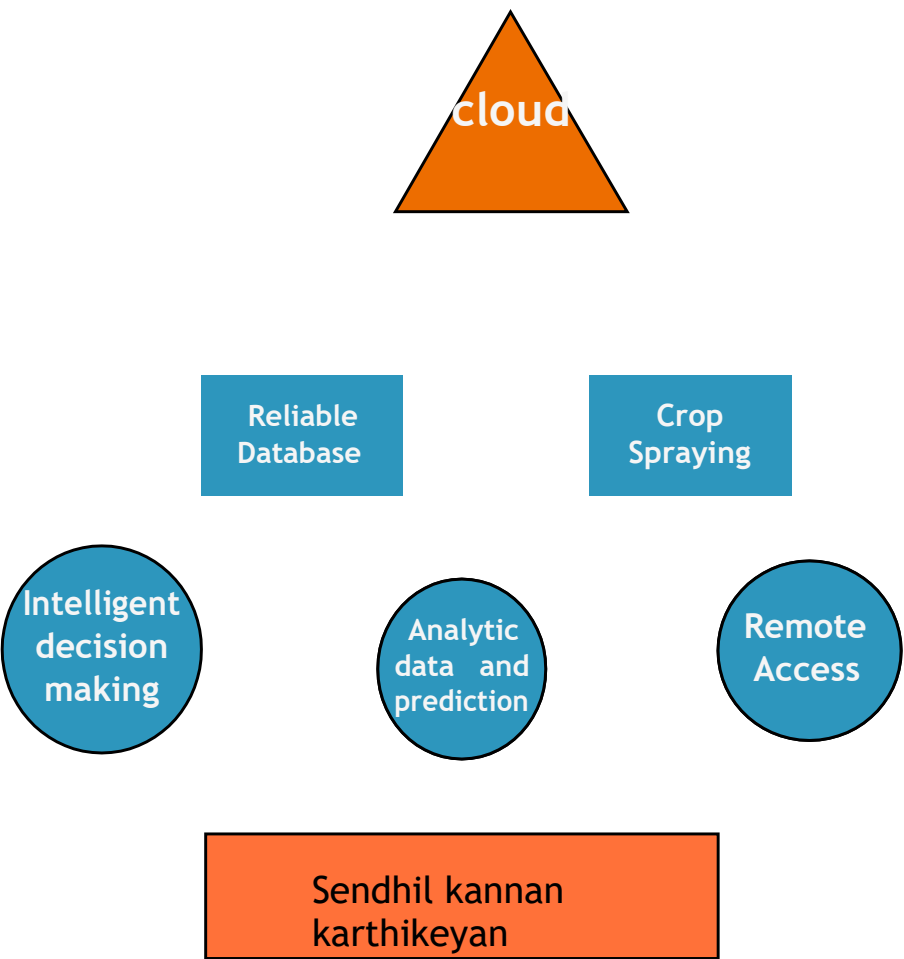 cloud
Reliable
Database
Crop
Spraying
Intelligent
decision
making
Analytic
data and
prediction
Remote
Access
Sendhil kannan
karthikeyan